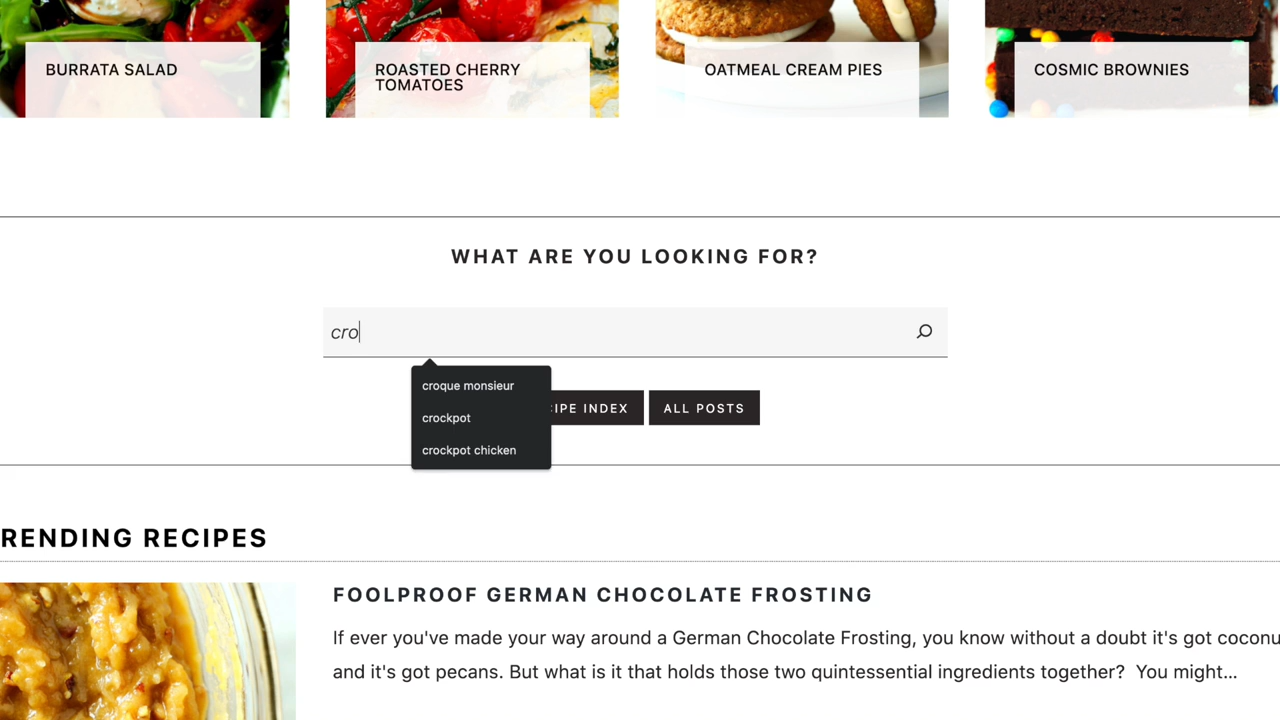 BURRATA SALAD
ROASTED CHERRY
TOMATOES
OATMEAL CREAM PIES
COSMIC BROWNIES
WHAT ARE YOU LOOKING FOR?
cro
croque monsieur
crockpot
crockpot chicken
INDEX
ALL POSTS
RENDING RECIPES
FOOLPROOF GERMAN CHOCOLATE FROSTING
If ever you've made your way around a German Chocolate Frosting, you know without a doubt it's got coconu
and it's got pecans. But what is it that holds those two quintessential ingredients together? You might...